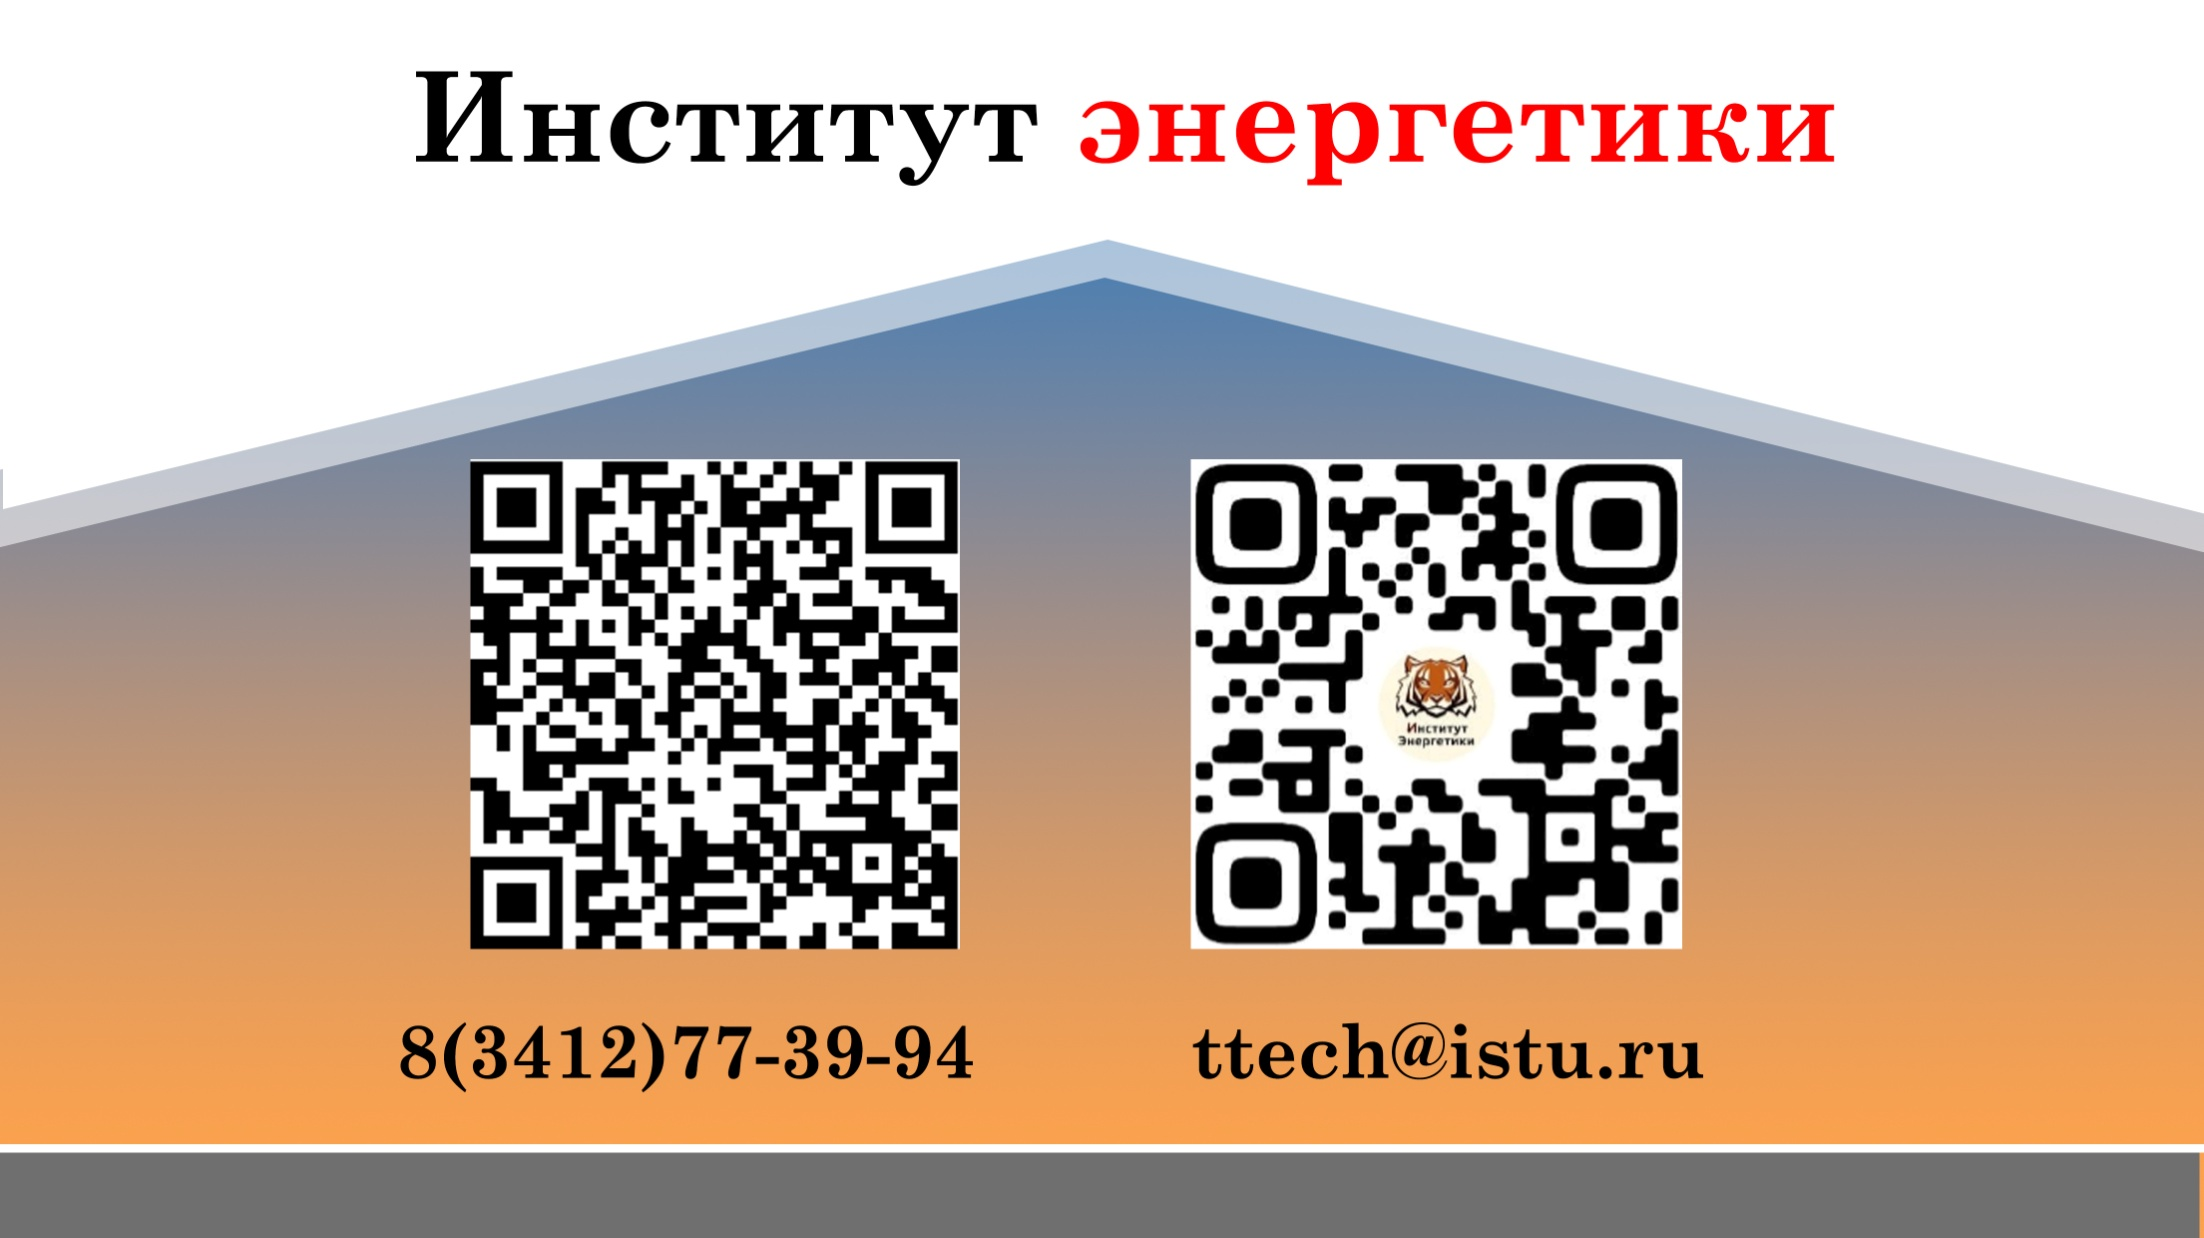 Институт энергетики
Институт
Энергетики
8(3412)77-39-94
ttech@istu.ru